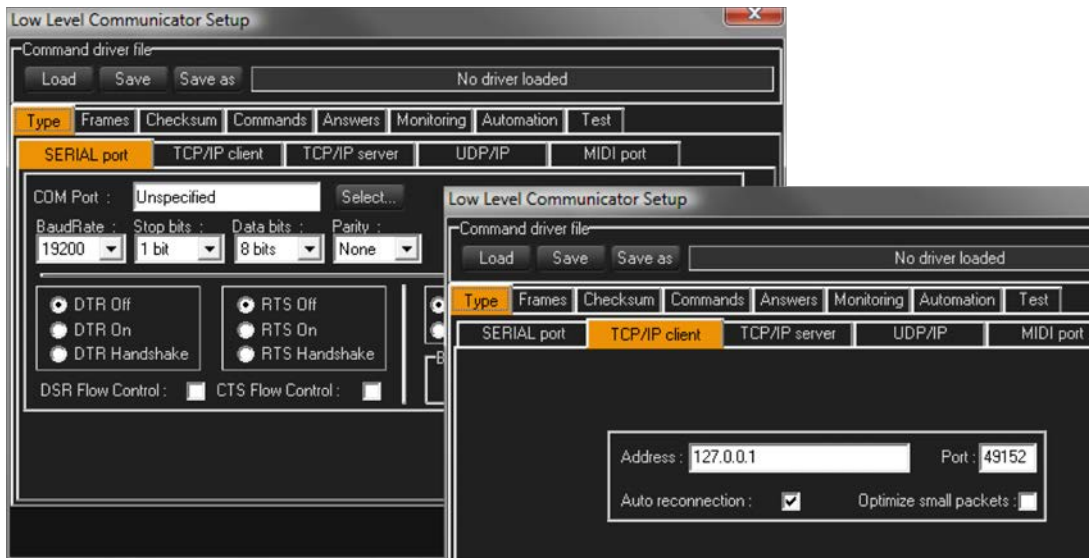 Low Level Communicator Setup
Command driver file
Load Save Save as No driver loaded
Type Frames Checksum Commands Answers Monitoring Automation Test
SERIAL port TCP/IP client TCP/IP server UDP/IP MIDI port
COM Port : Unspecified Select...
BaudRate : Stop bits : Data bits : Parity :
19200 1 bit 8 bits None
DTR Off RTS Off
DTR On RTS On
DTR Handshake RTS Handshake
DSR Flow Control : CTS Flow Control :
Low Level Communicator Setup
Command driver file
Load Save Save as No driver loaded
Type Frames Checksum Commands Answers Monitoring Automation Test
SERIAL port TCP/IP client TCP/IP server UDP/IP MIDI port
Address : 127.0.0.1 Port : 49152
Auto reconnection : Optimize small packets :